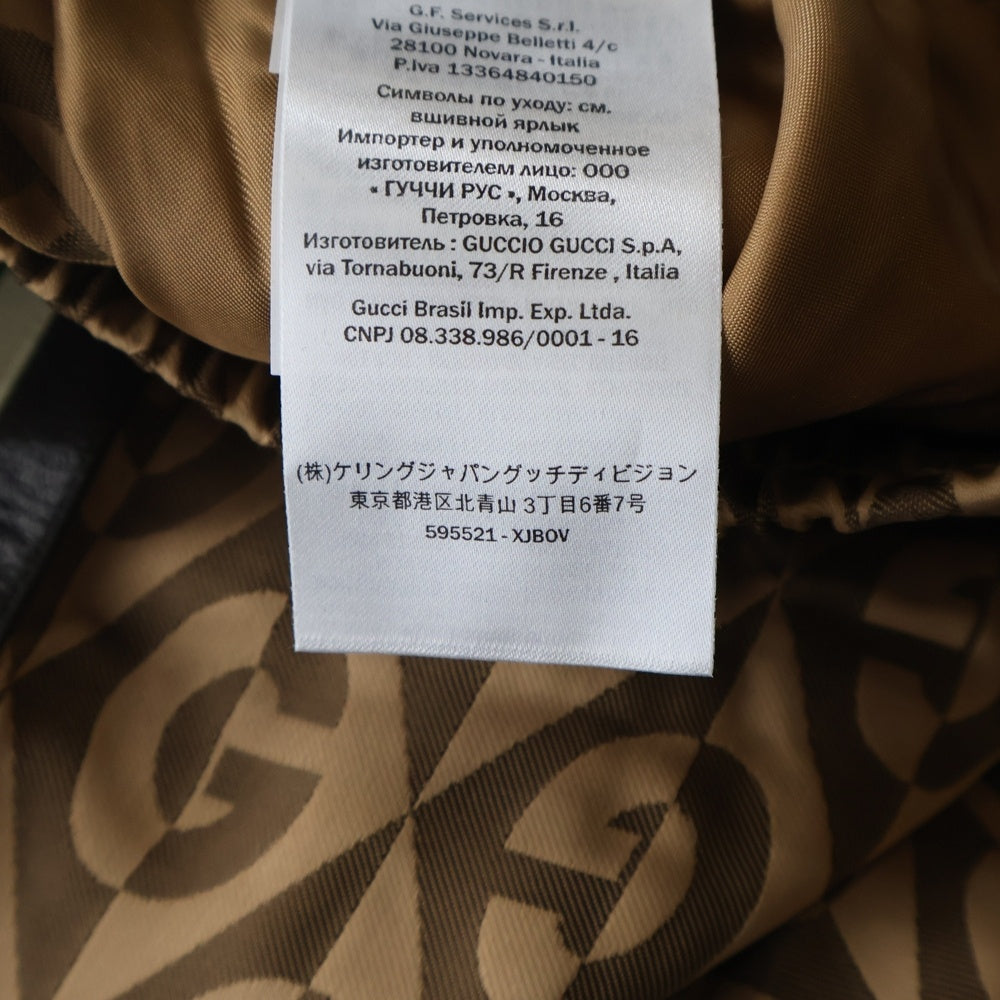 G.F. Services S.r.l.
Via Giuseppe Belletti 4/c
28100 Novara - Italia
P.Iva 13364840150
Символы по уходу: см.
вшивной ярлык
Импортер и уполномоченное
изготовителем лицо: ООО
« ГУЧЧИ РУС », Москва,
Петровка, 16
Изготовитель : GUCCIO GUCCI S.p.A,
via Tornabuoni, 73/R Firenze , Italia
Gucci Brasil Imp. Exp. Ltda.
CNPJ 08.338.986/0001 - 16
(株)ケリングジャパングッチディビジョン
東京都港区北青山 3丁目6番7号
595521 - XJBOV
G
G
G